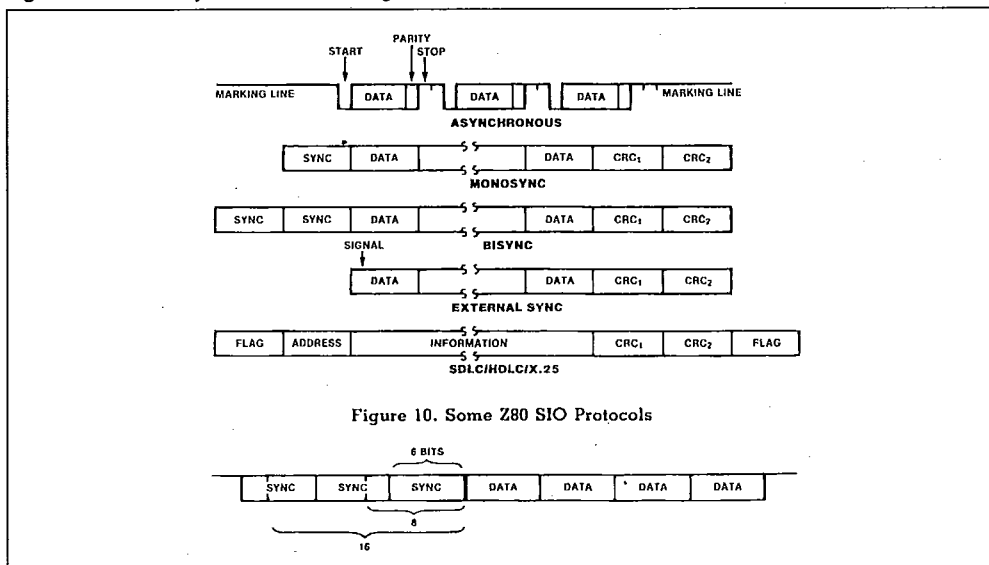 PARITY
START STOP
MARKING LINE DATA DATA DATA MARKING LINE
ASYNCHRONOUS
SYNC DATA DATA CRC1 CRC2
MONOSYNC
SYNC SYNC DATA DATA CRC1 CRC2
BISYNC
SIGNAL
DATA DATA CRC1 CRC2
EXTERNAL SYNC
FLAG ADDRESS INFORMATION CRC1 CRC2 FLAG
SDLC/HDLC/X.25
Figure 10. Some Z80 SIO Protocols
6 BITS
SYNC SYNC SYNC DATA DATA DATA DATA
8
16